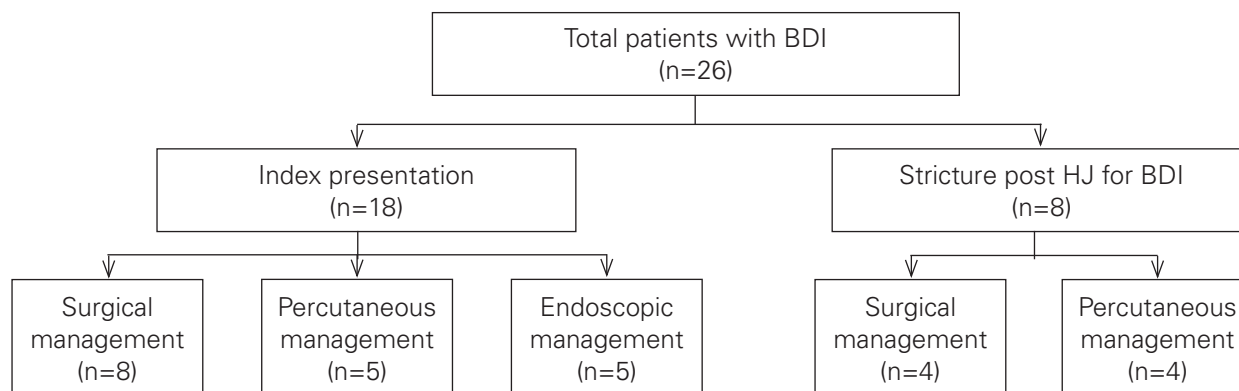 Total patients with BDI
(n=26)
Index presentation
(n=18)
Stricture post HJ for BDI
(n=8)
Surgical
management
(n=8)
Percutaneous
management
(n=5)
Endoscopic
management
(n=5)
Surgical
management
(n=4)
Percutaneous
management
(n=4)